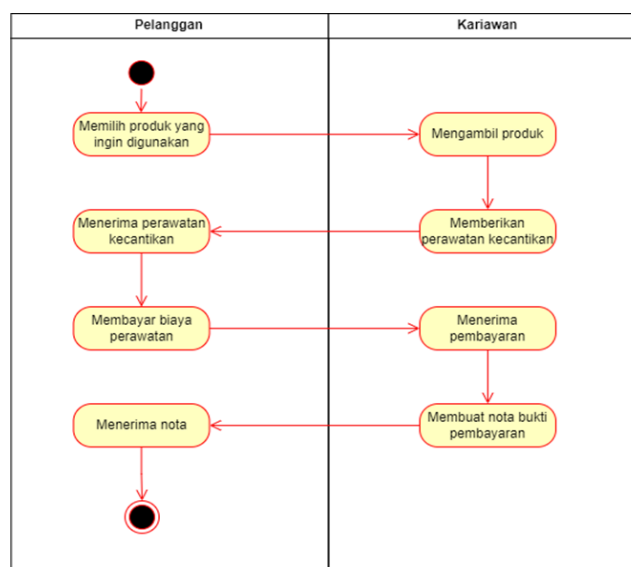 Pelanggan
Kariawan
Memilih produk yang
ingin digunakan
Mengambil produk
Menerima perawatan
kecantikan
Memberikan
perawatan kecantikan
Membayar biaya
perawatan
Menerima
pembayaran
Menerima nota
Membuat nota bukti
pembayaran